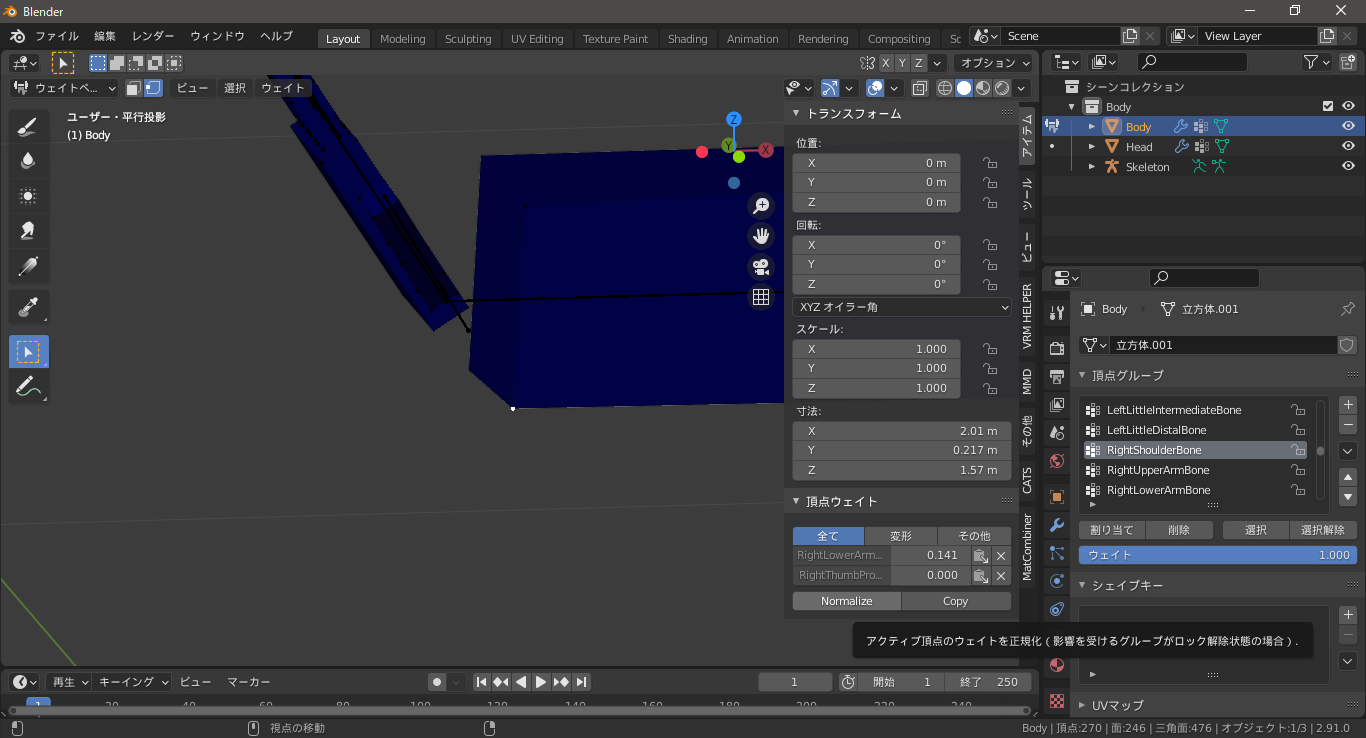 Blender
ファイル 編集 レンダー ウィンドウ ヘルプ Layout Modeling Sculpting UV Editing Texture Paint Shading Animation Rendering Compositing Sc Scene View Layer
X Y Z オプション
ウェイトペ... ビュー 選択 ウェイト
ユーザー・平行投影
(1) Body
Z
Y
X
トランスフォーム
位置:
X 0 m
Y 0 m
Z 0 m
回転:
X 0°
Y 0°
Z 0°
XYZ オイラー角
スケール:
X 1.000
Y 1.000
Z 1.000
寸法:
X 2.01 m
Y 0.217 m
Z 1.57 m
頂点ウェイト
全て 変形 その他
RightLowerArm... 0.141
RightThumbPro... 0.000
Normalize Copy
アクティブ頂点のウェイトを正規化 ( 影響を受けるグループがロック解除状態の場合 ) .
アイテム
ツール
ビュー
VRM HELPER
MMD
その他
CATS
MatCombiner
シーンコレクション
Body
Body
Head
Skeleton
Body 立方体.001
立方体.001
頂点グループ
LeftLittleIntermediateBone
LeftLittleDistalBone
RightShoulderBone
RightUpperArmBone
RightLowerArmBone
割り当て 削除 選択 選択解除
ウェイト 1.000
シェイプキー
UVマップ
再生 キーイング ビュー マーカー 1 開始 1 終了 250
1 20 40 60 80 100 120 140 160 180 200 220 240
視点の移動
Body | 頂点:270 | 面:246 | 三角面:476 | オブジェクト:1/3 | 2.91.0